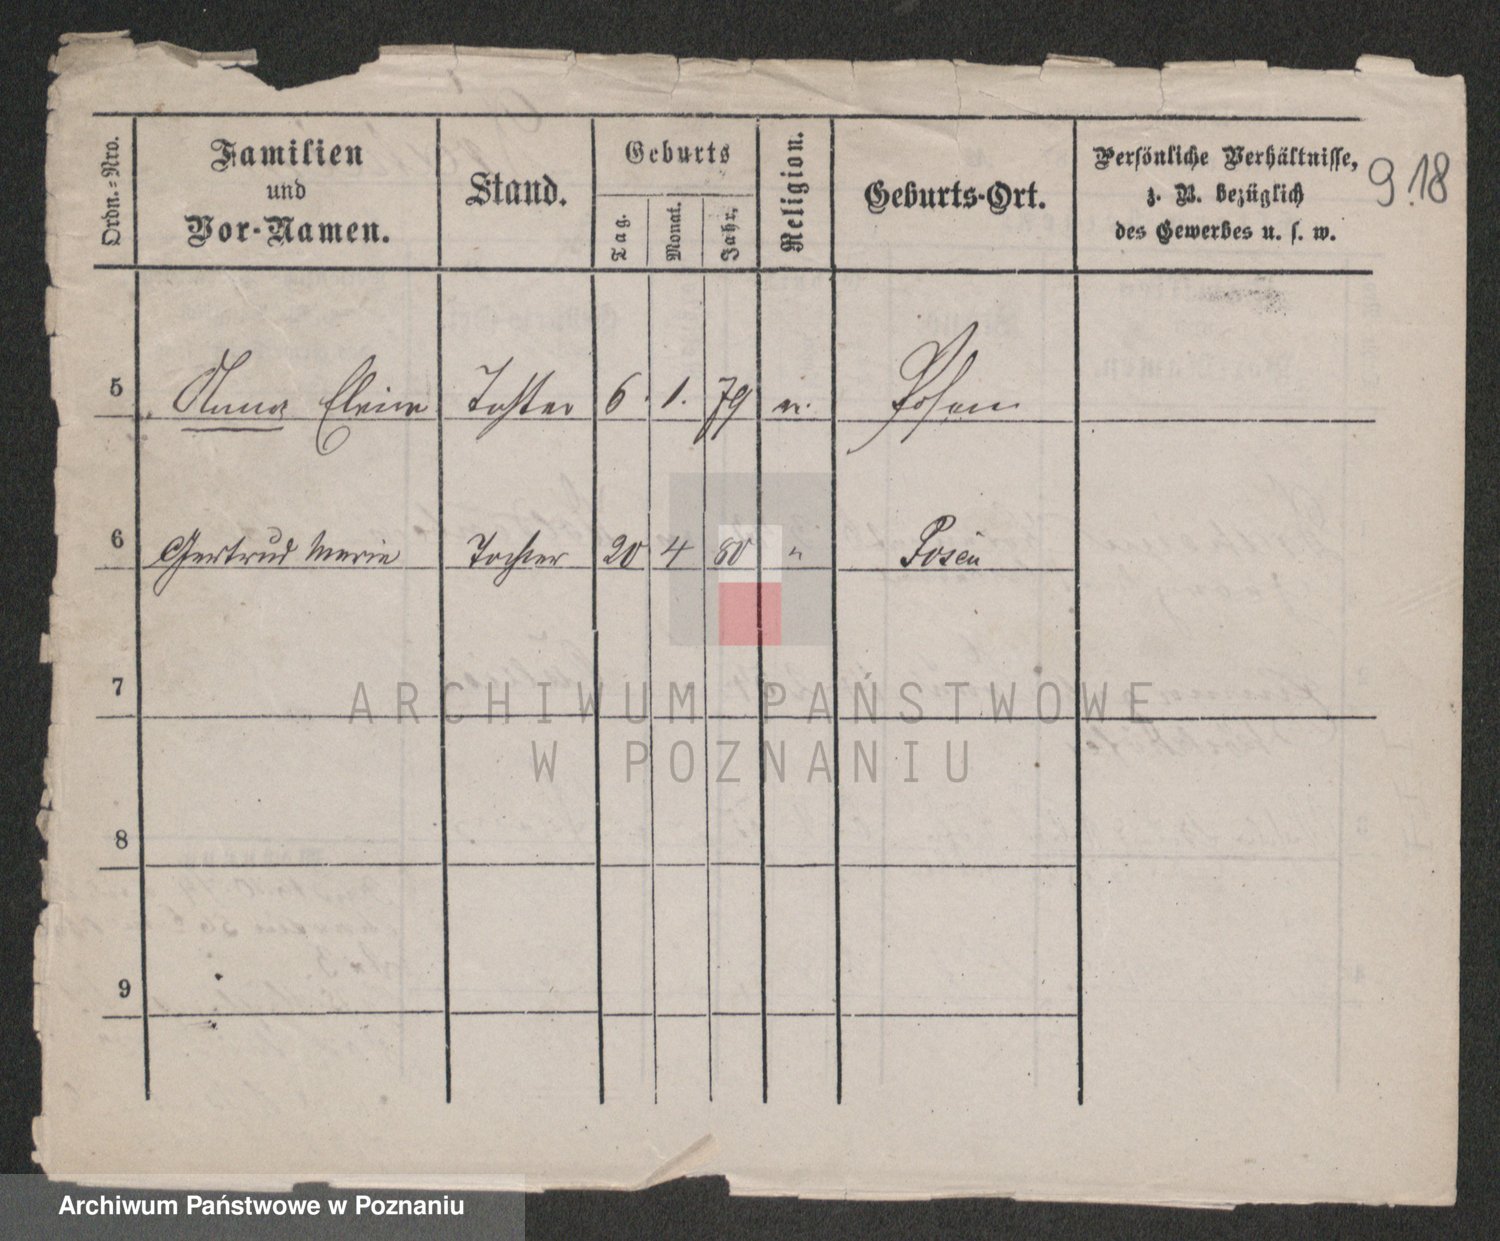 Ordn.-Nro.
Familien
und
Vor-Namen.
Stand.
Geburts
Tag.
Monat.
Jahr.
Religion.
Geburts-Ort.
Persönliche Verhältnisse,
z. B. bezüglich
des Gewerbes u. s. w.
9.18
5 Anna Tochter 6. 1. 79 Posen
6 Gertrud Marie Tochter 20 4 80 " Posen
7
8
9
ARCHIWUM PAŃSTWOWE
W POZNANIU
Archiwum Państwowe w Poznaniu